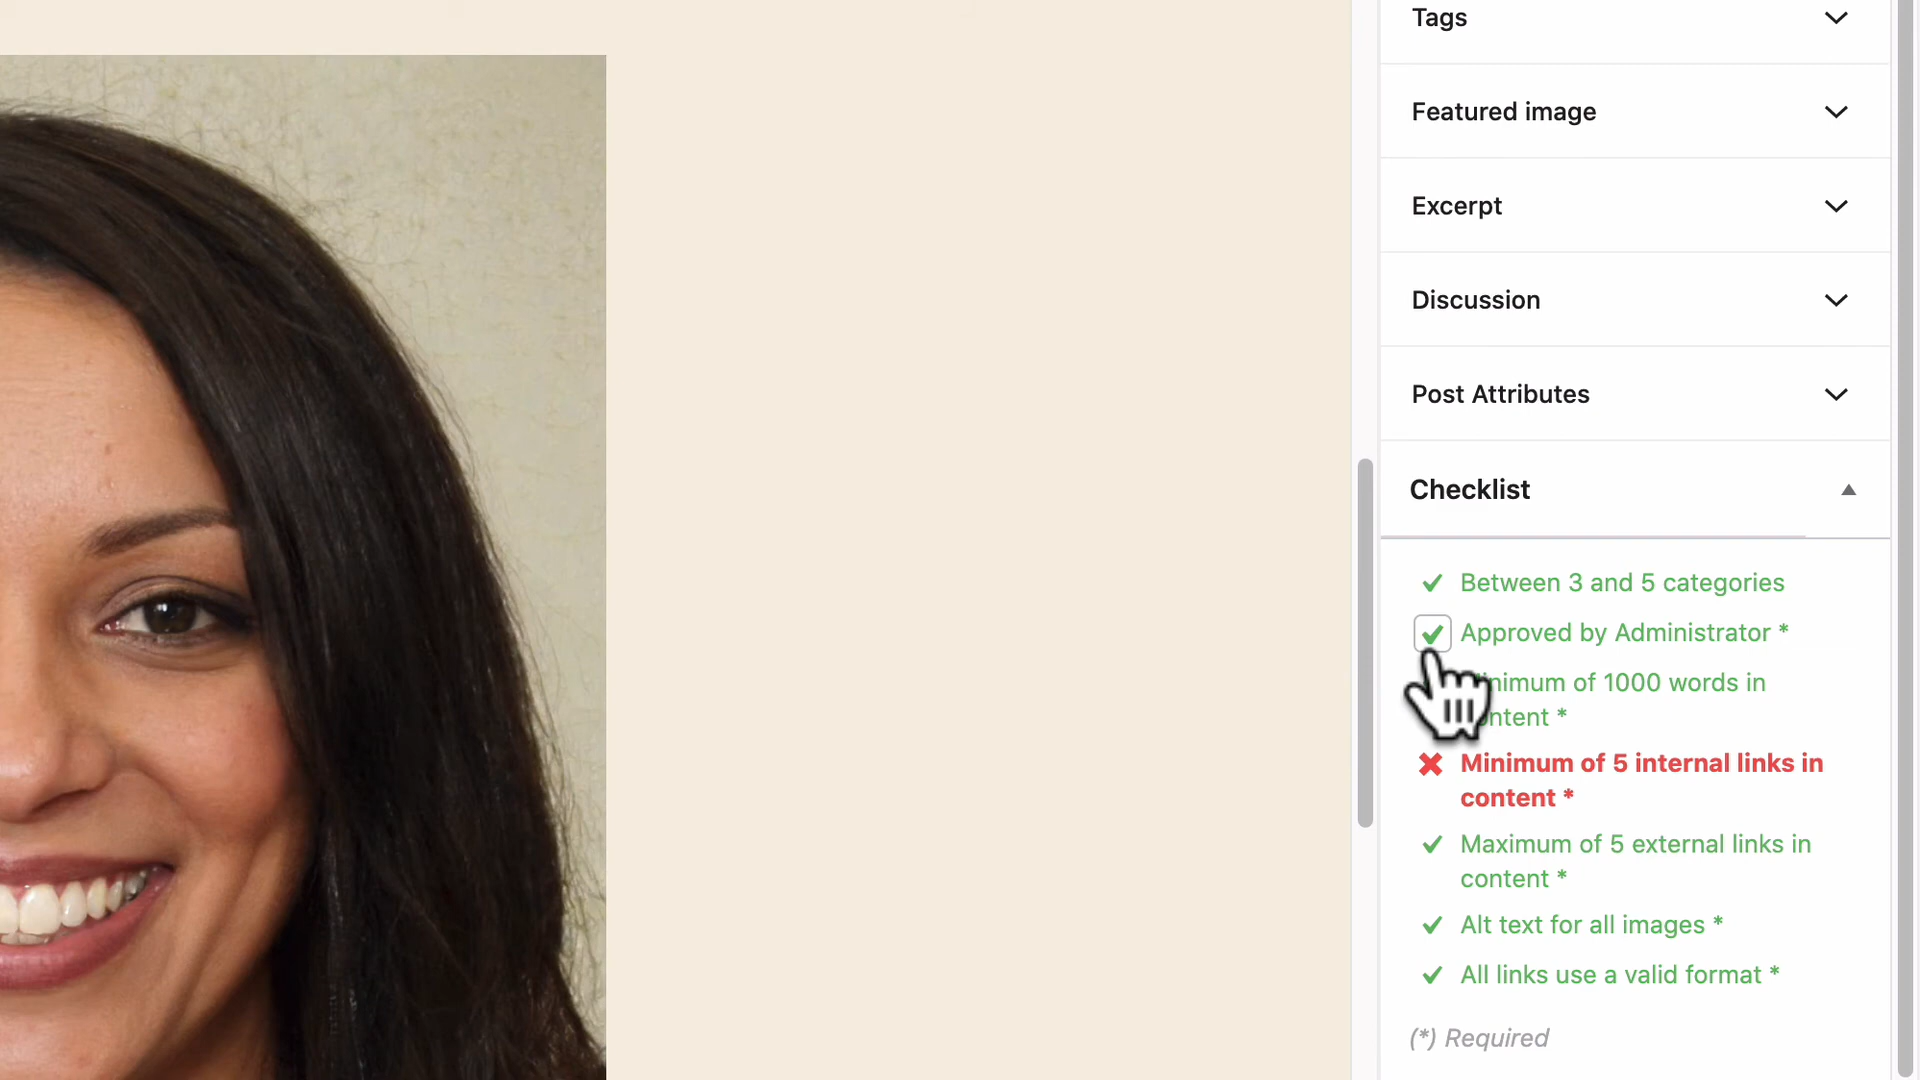 Tags
Featured image
Excerpt
Discussion
Post Attributes
Checklist
Between 3 and 5 categories
Approved by Administrator *
inimum of 1000 words in
ntent *
Minimum of 5 internal links in
content *
Maximum of 5 external links in
content *
Alt text for all images *
All links use a valid format *
(*) Required